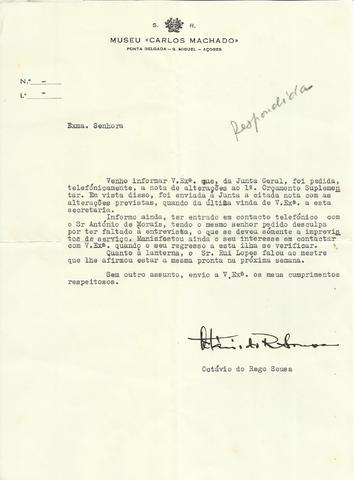 S. R.
MUSEU «CARLOS MACHADO»
PONTA DELGADA – S. MIGUEL – AÇORES
N.º -
L.º -
Respondida
Exma. Senhora
Venho informar V.Exª. que, da Junta Geral, foi pedida,
telefónicamente, a nota de alterações ao 1º. Orçamento Suplemen
tar. Em vista disso, foi enviada à Junta a citada nota com as
alterações previstas, quando da última vinda de V.Exª. a esta
secretaria.
Informo ainda, ter entrado em contacto telefónico com
o Sr António de Morais, tendo o mesmo senhor pedido desculpa
por ter faltado à entrevista, o que se deveu sòmente a imprevis
tos de serviço. Manisfestou ainda o seu interesse em contactar
com V.Exª. quando o seu regresso a esta ilha se verificar.
Quanto à lanterna, o Sr. Rui Lopes falou ao mestre
que lhe afirmou estar a mesma pronta na próxima semana.
Sem outro assunto, envio a V.Exª. os meus cumprimentos
respeitosos.
Octávio do Rego Sousa
Octávio do Rego Sousa